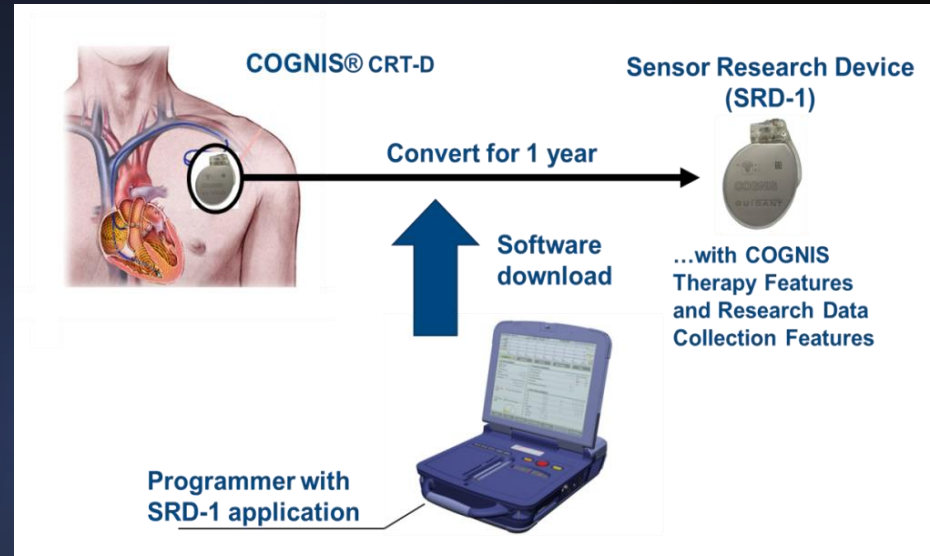 COGNIS® CRT-D
Sensor Research Device
(SRD-1)
Convert for 1 year
COGNIS
GUIDANT
Software
download
…with COGNIS
Therapy Features
and Research Data
Collection Features
Programmer with
SRD-1 application